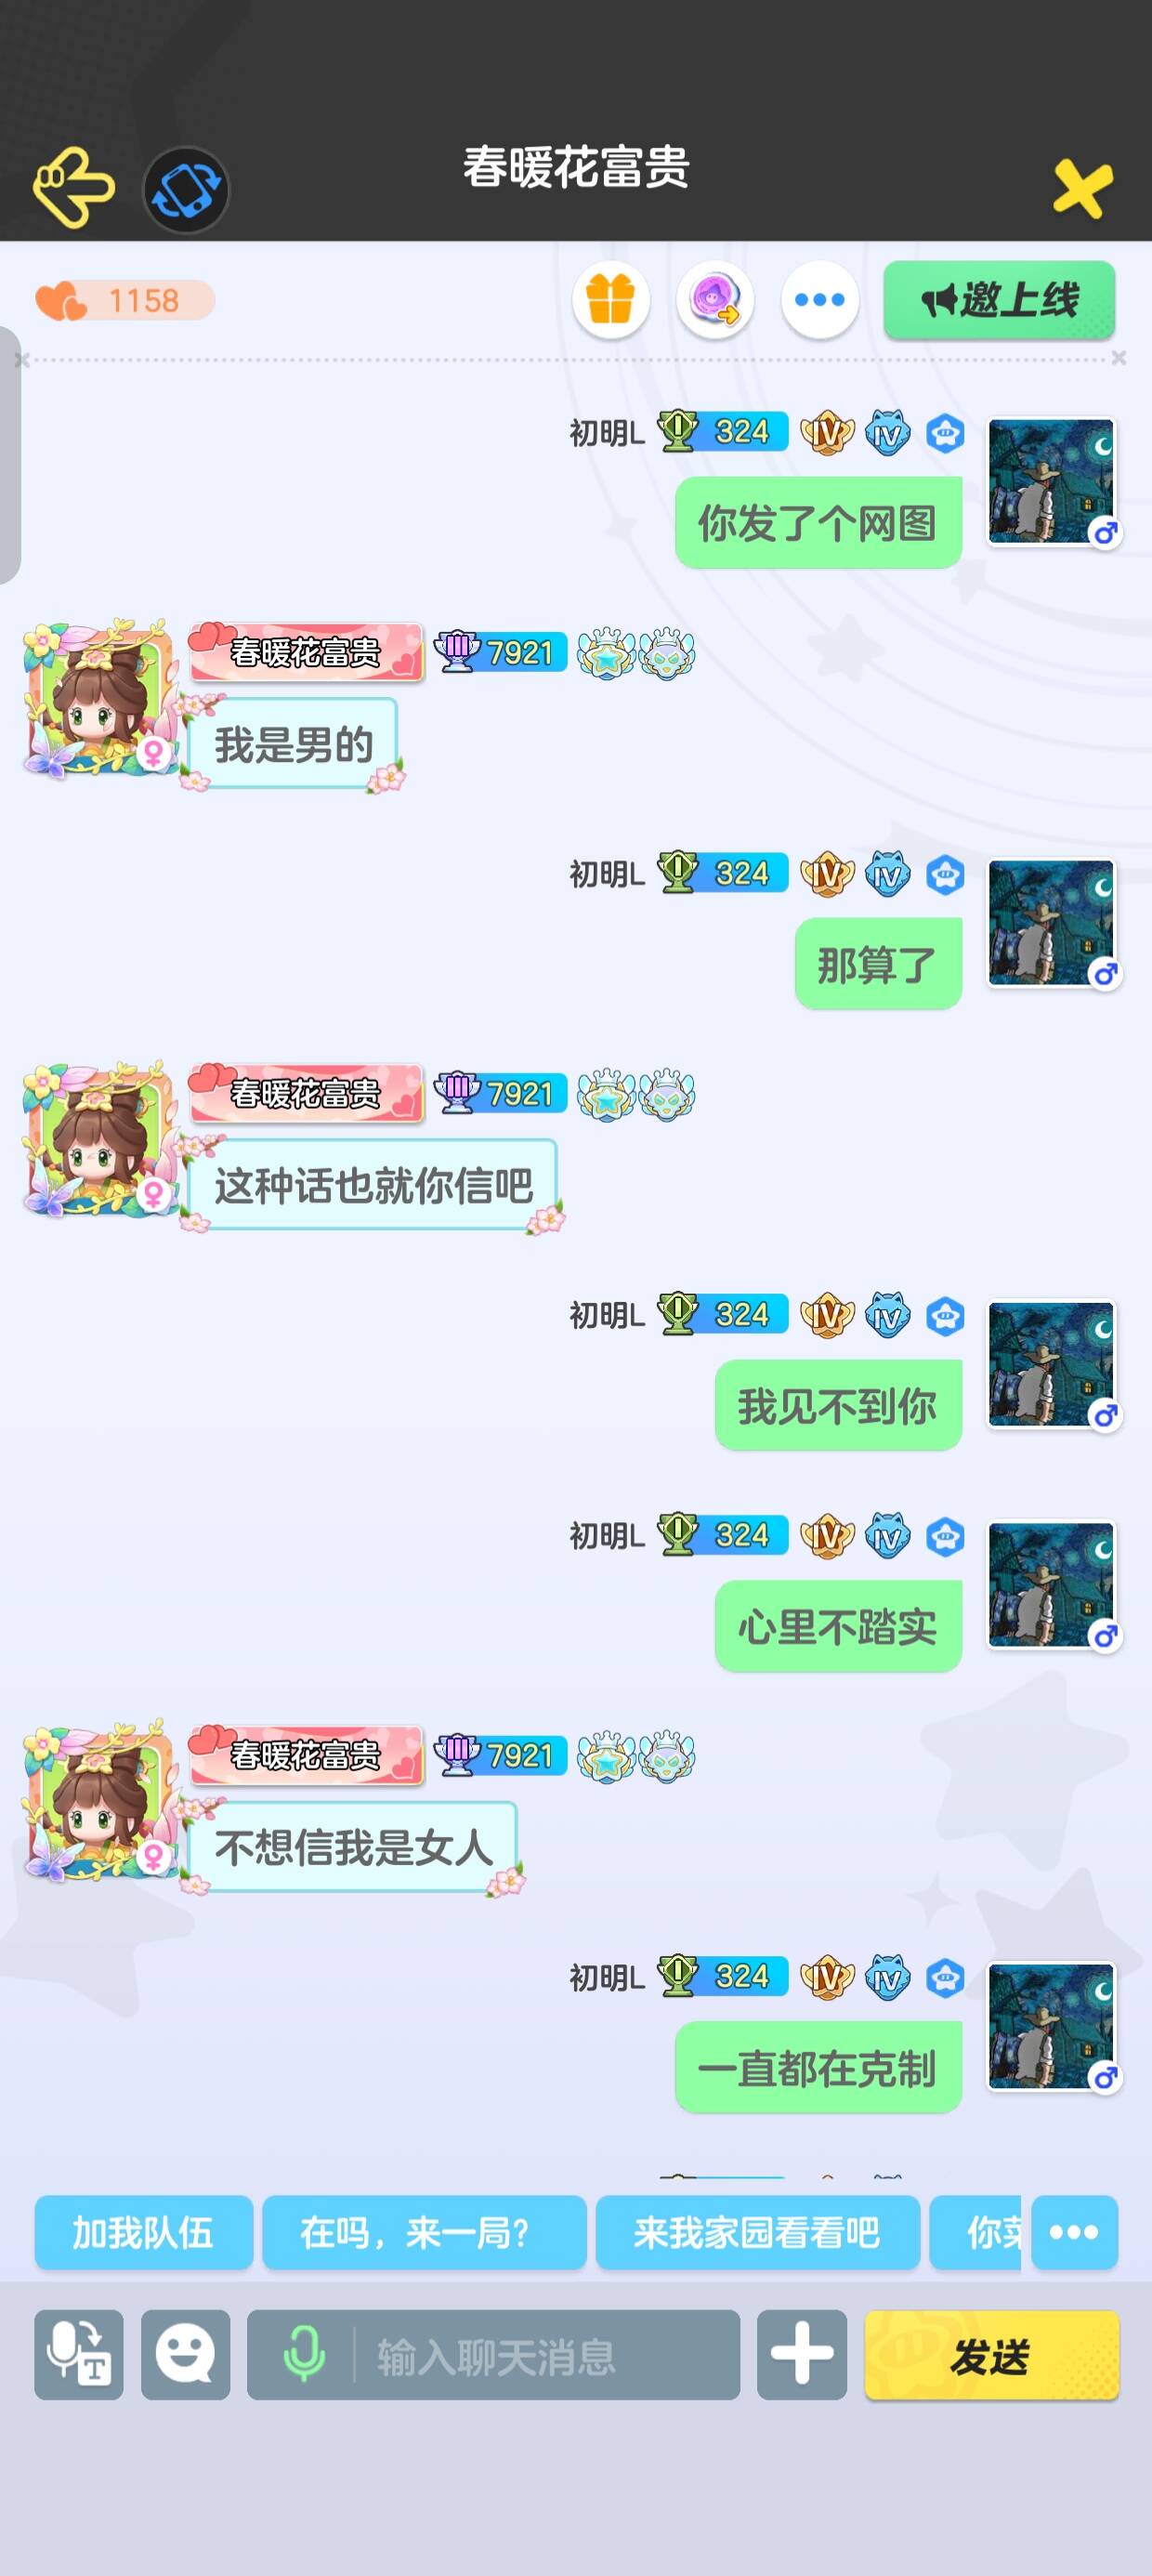 春暖花富贵
1158
邀上线
初明L 324 IV IV
你发了个网图
春暖花富贵 III 7921
我是男的
初明L 324 IV IV
那算了
春暖花富贵 III 7921
这种话也就你信吧
初明L 324 IV IV
我见不到你
初明L 324 IV IV
心里不踏实
春暖花富贵 III 7921
不想信我是女人
初明L 324 IV IV
一直都在克制
加我队伍 在吗，来一局? 来我家园看看吧 你
T 输入聊天消息 发送